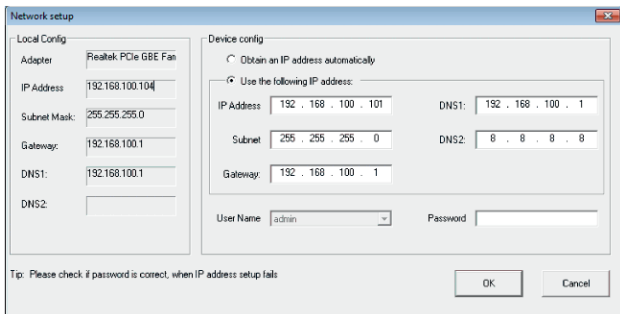 Network setup
Local Config
Adapter Realtek PCIe GBE Fan
IP Address 192.168.100.104
Subnet Mask: 255.255.255.0
Gateway: 192.168.100.1
DNS1: 192.168.100.1
DNS2:
Device config
Obtain an IP address automatically
Use the following IP address:
IP Address 192 . 168 . 100 . 101 DNS1: 192 . 168 . 100 . 1
Subnet 255 . 255 . 255 . 0 DNS2: 8 . 8 . 8 . 8
Gateway: 192 . 168 . 100 . 1
User Name admin Password
Tip: Please check if password is correct, when IP address setup fails
OK Cancel